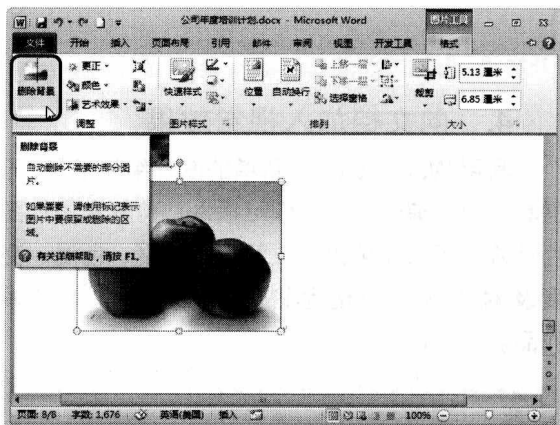 公司年度培训计划.docx - Microsoft Word
图片工具
文件 开始 插入 页面布局 引用 邮件 审阅 视图 开发工具 格式
删除背景
更正
颜色
艺术效果
调整
快速样式
图片样式
位置
自动换行
上移一层
下移一层
选择窗格
排列
裁剪
5.13 厘米
6.85 厘米
大小
删除背景
自动删除不需要的部分图
片。
如果需要，请使用标记表示
图片中要保留或删除的区
域。
有关详细帮助，请按 F1。
页面: 8/8 字数: 1,676 英语(美国) 插入 100%